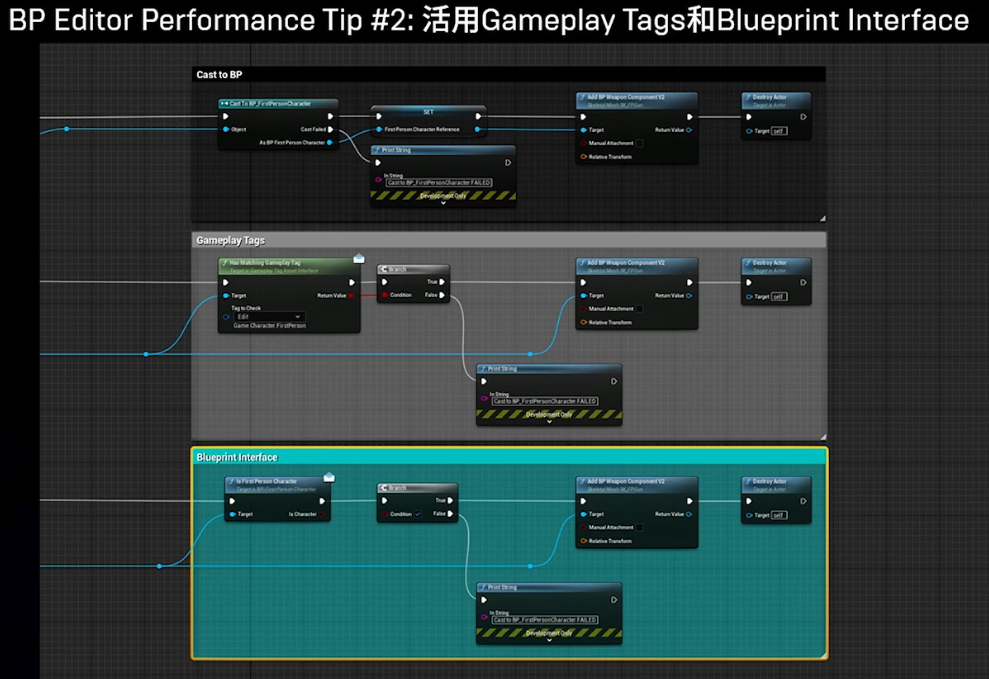 BP Editor Performance Tip #2: 活用Gameplay Tags和Blueprint Interface
Cast to BP
Cast To BP_FirstPersonCharacter
Object
Cast Failed
As BP First Person Character
SET
First Person Character Reference
Print String
In String
Cast to BP_FirstPersonCharacter FAILED
Development Only
Add BP Weapon Component V2
Skeletal Mesh SK_FPGun
Target
Return Value
Manual Attachment
Relative Transform
Destroy Actor
Target is Actor
Target self
Gameplay Tags
Has Matching Gameplay Tag
Target is Gameplay Tag Asset Interface
Target
Return Value
Tag to Check
Edit
Game.Character.FirstPerson
Branch
True
Condition
False
Add BP Weapon Component V2
Skeletal Mesh SK_FPGun
Target
Return Value
Manual Attachment
Relative Transform
Destroy Actor
Target is Actor
Target self
Print String
In String
Cast to BP_FirstPersonCharacter FAILED
Development Only
Blueprint Interface
Is First Person Character
Target is BPI First Person Character
Target
Is Character
Branch
True
Condition
False
Add BP Weapon Component V2
Skeletal Mesh SK_FPGun
Target
Return Value
Manual Attachment
Relative Transform
Destroy Actor
Target is Actor
Target self
Print String
In String
Cast to BP_FirstPersonCharacter FAILED
Development Only